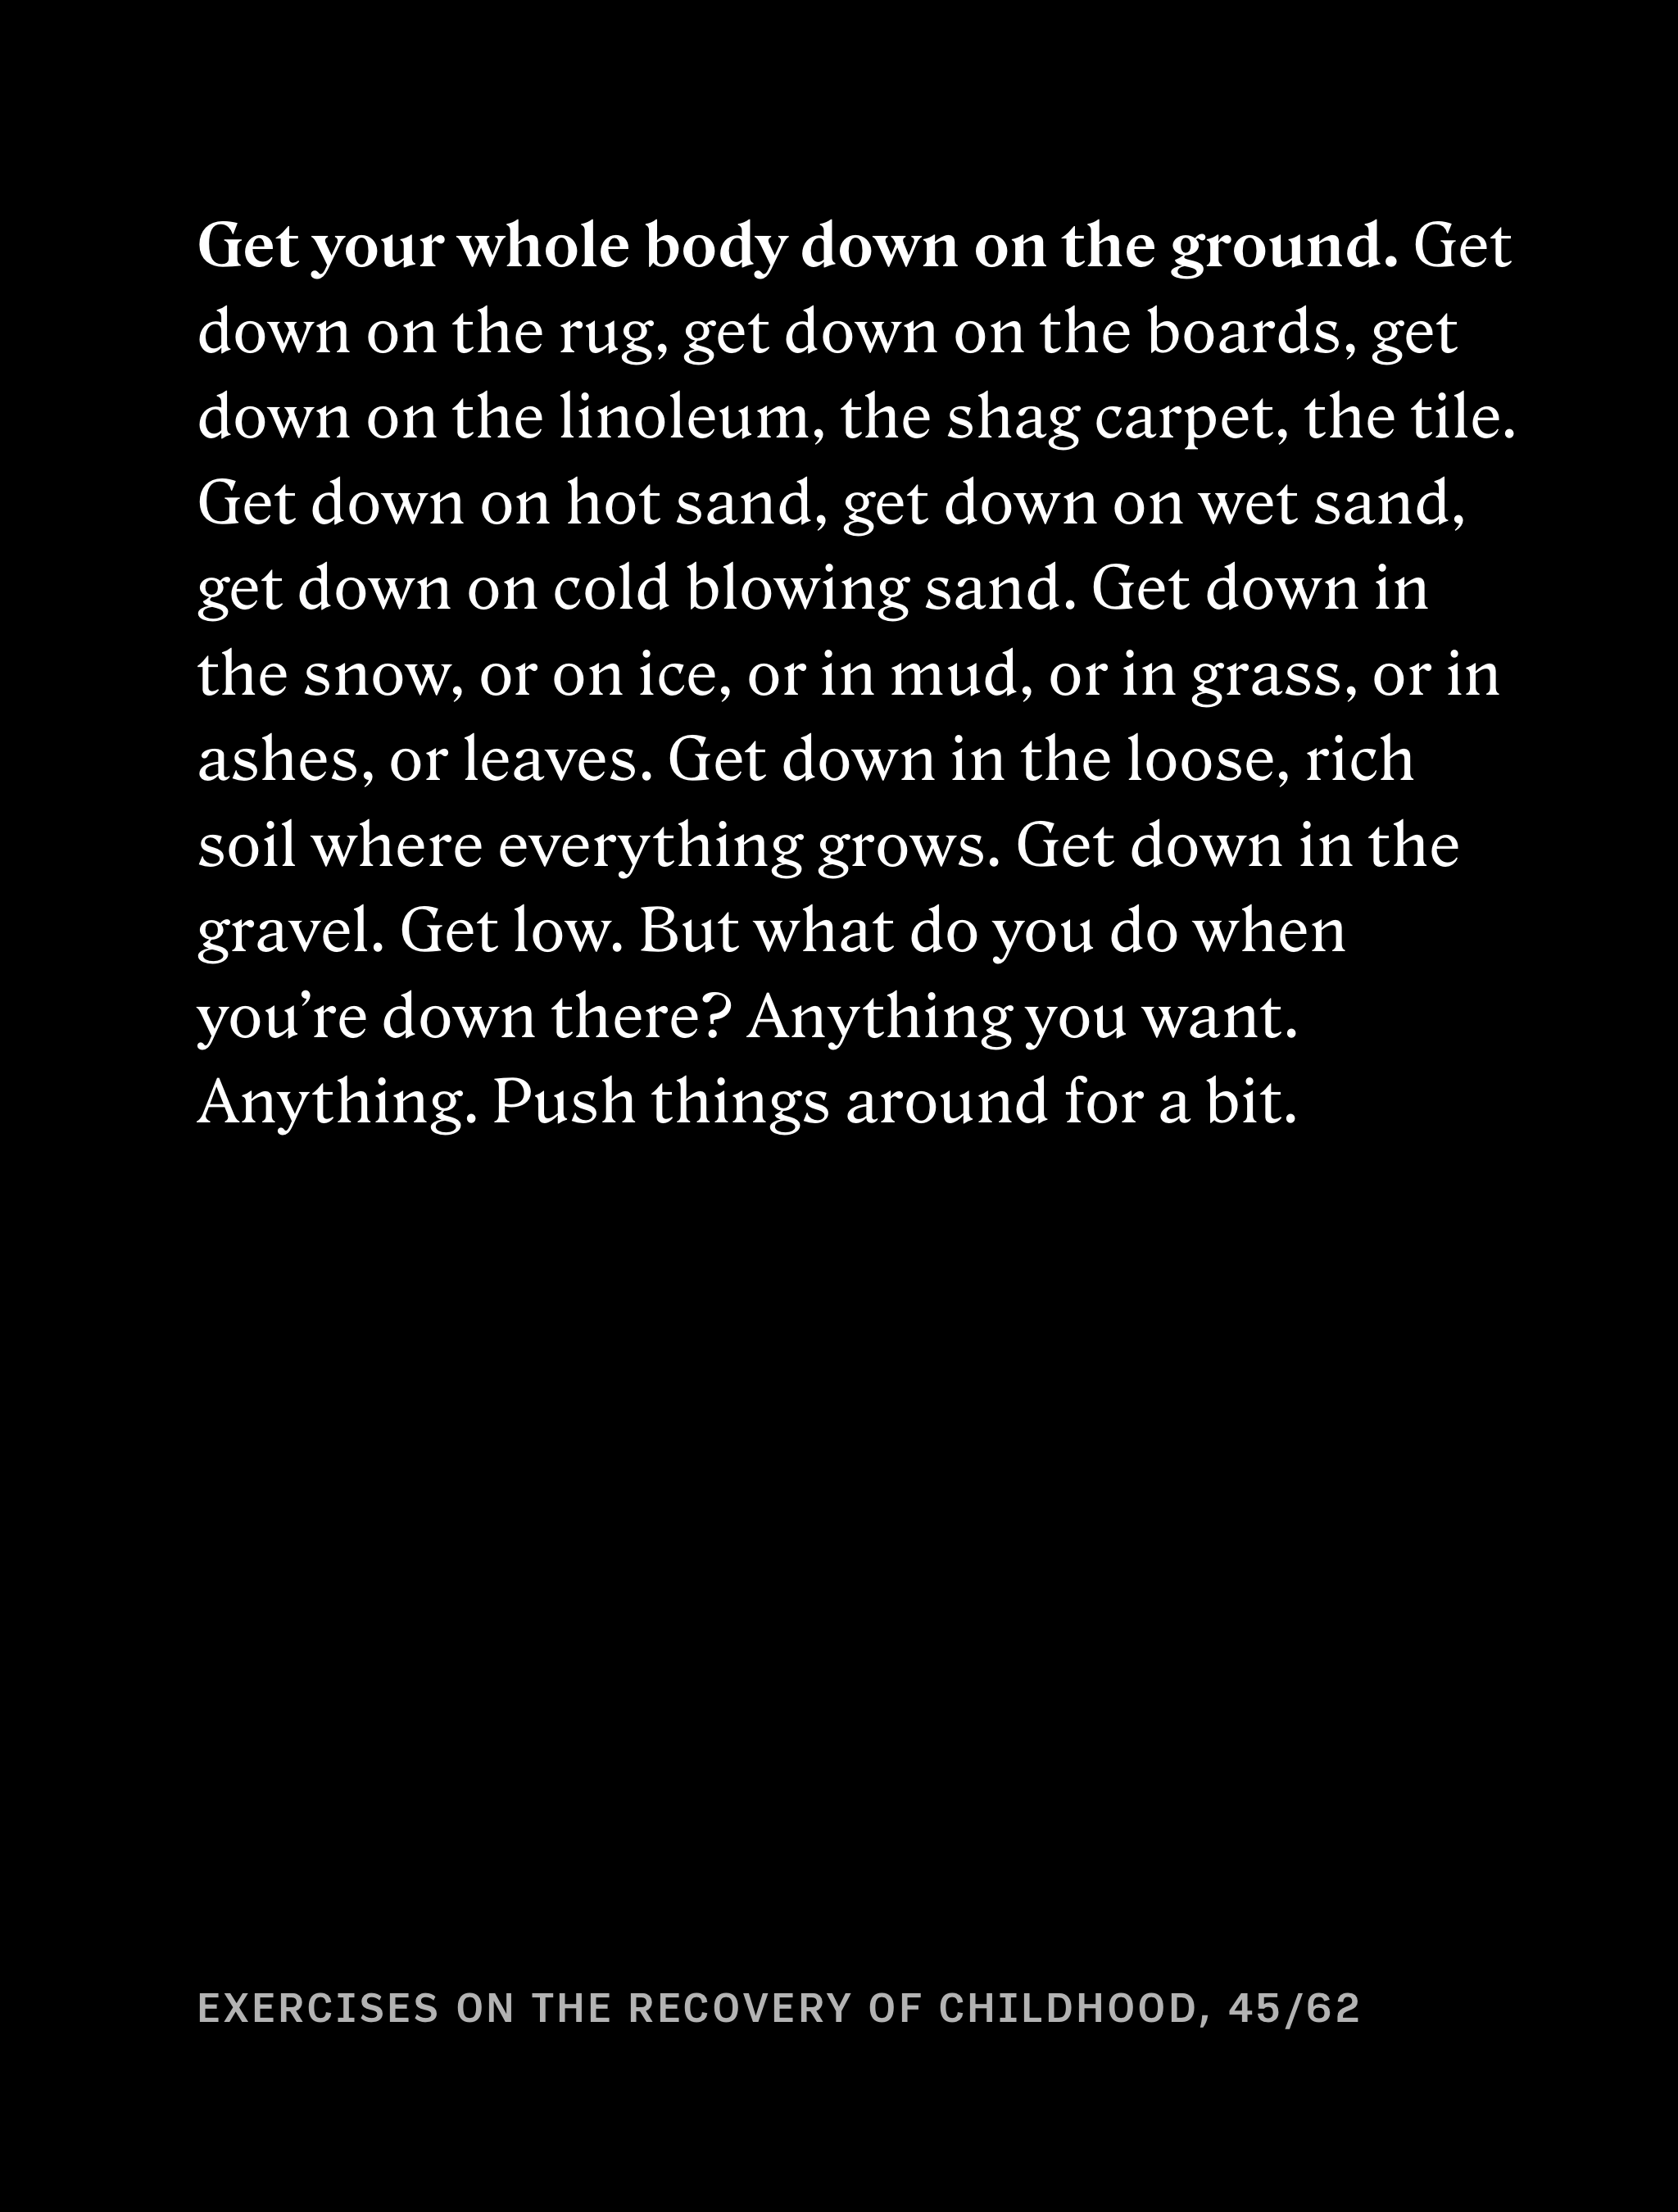 Get your whole body down on the ground. Get
down on the rug, get down on the boards, get
down on the linoleum, the shag carpet, the tile.
Get down on hot sand, get down on wet sand,
get down on cold blowing sand. Get down in
the snow, or on ice, or in mud, or in grass, or in
ashes, or leaves. Get down in the loose, rich
soil where everything grows. Get down in the
gravel. Get low. But what do you do when
you’re down there? Anything you want.
Anything. Push things around for a bit.
EXERCISES ON THE RECOVERY OF CHILDHOOD, 45/62